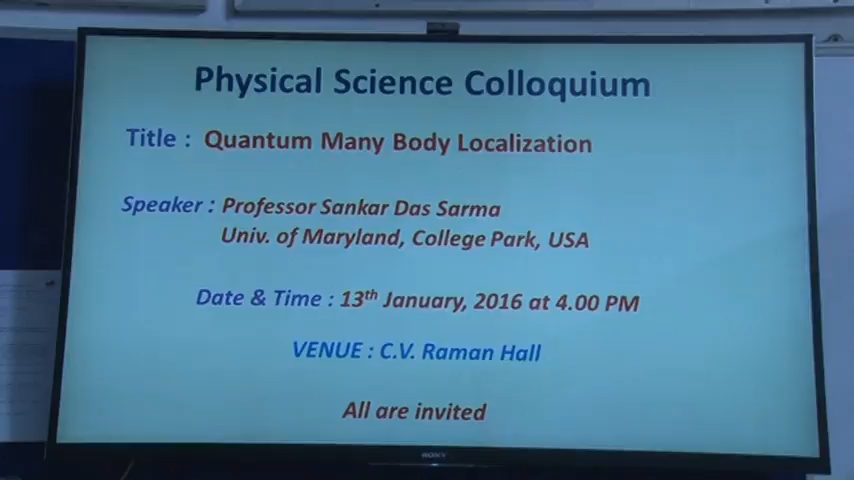 Physical Science Colloquium
Title : Quantum Many Body Localization
Speaker : Professor Sankar Das Sarma
Univ. of Maryland, College Park, USA
Date & Time : 13th January, 2016 at 4.00 PM
VENUE : C.V. Raman Hall
All are invited
SONY